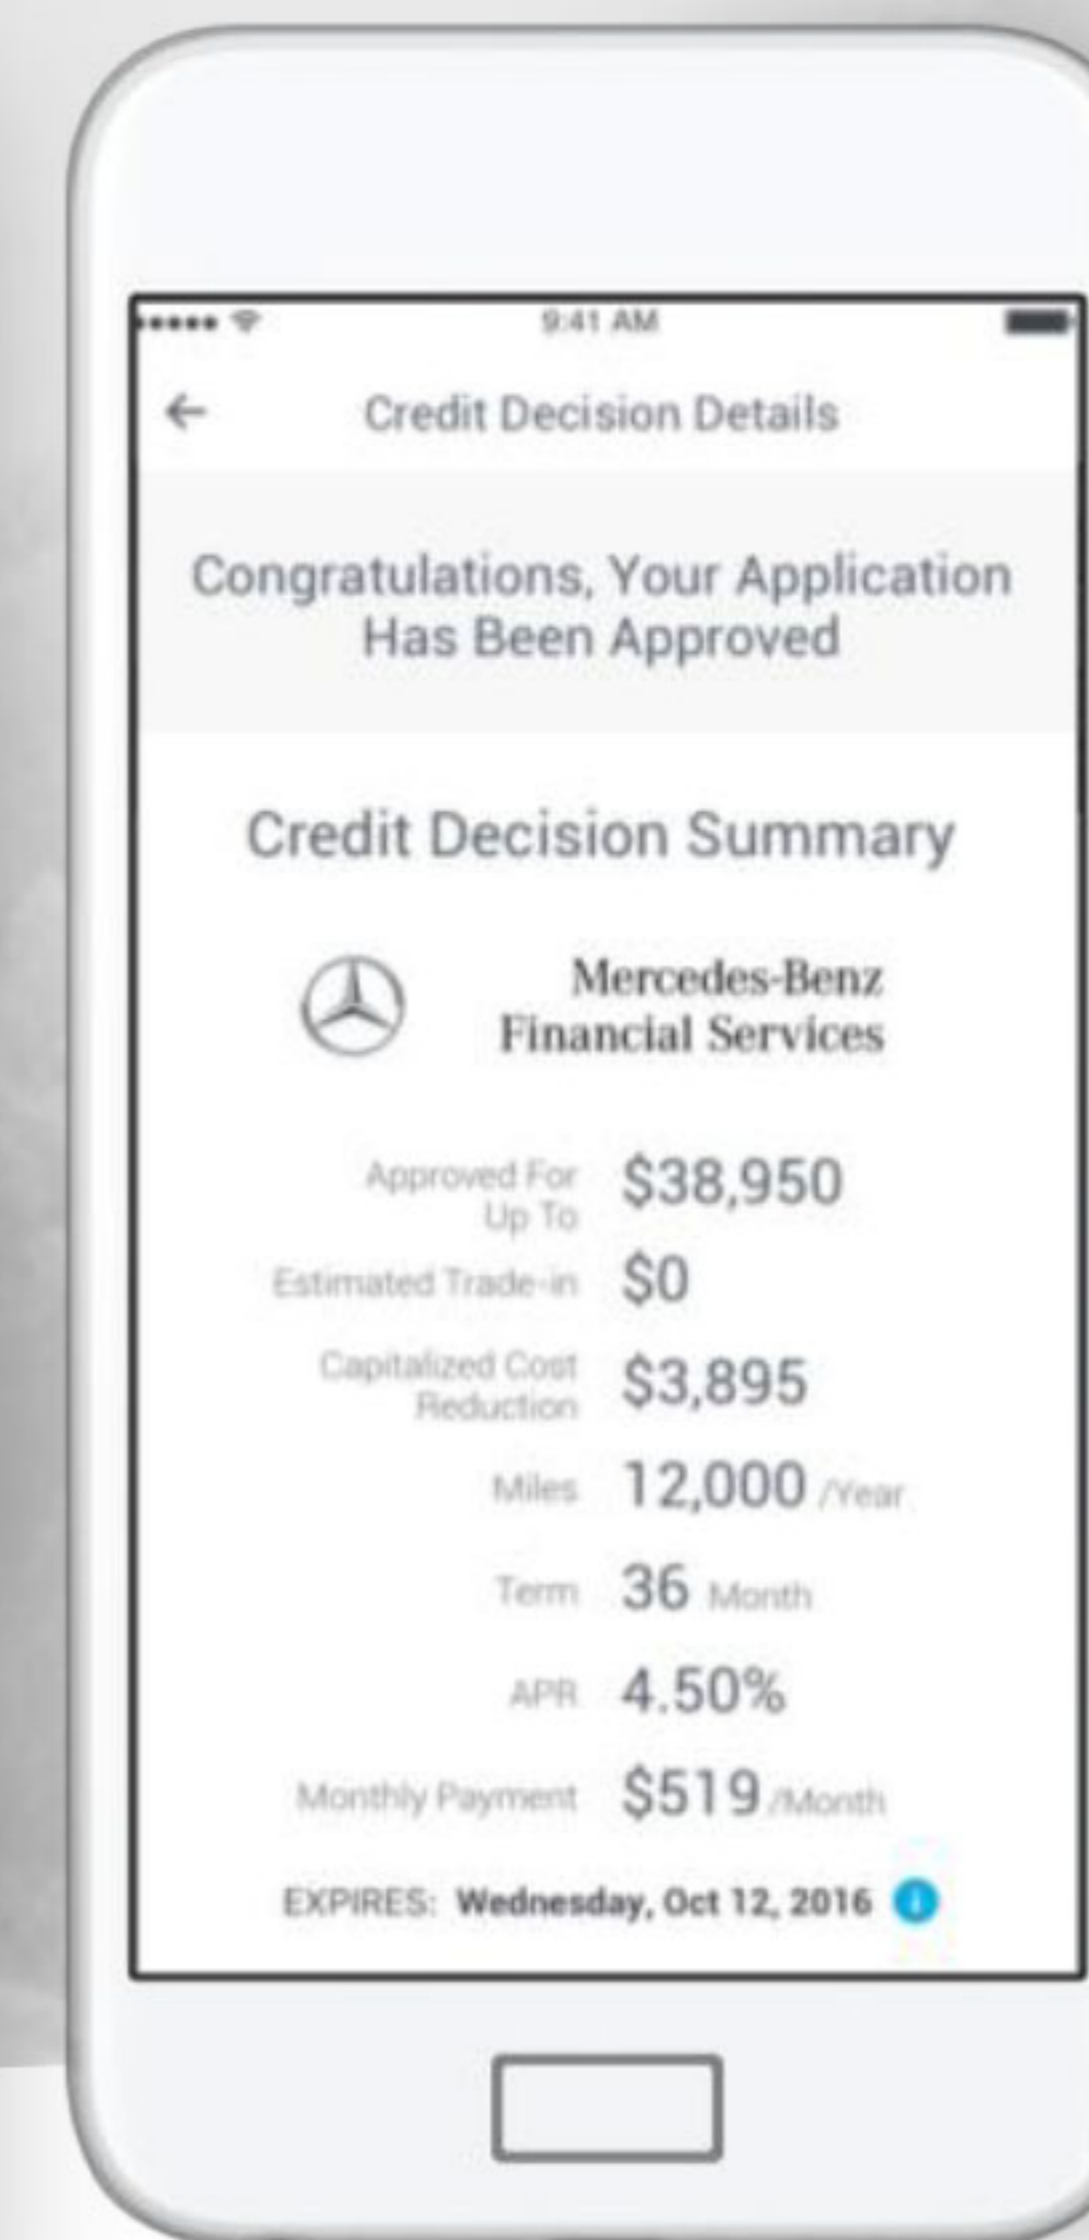 9:41 AM
Credit Decision Details
Congratulations, Your Application
Has Been Approved
Credit Decision Summary
Mercedes-Benz
Financial Services
Approved For
Up To
$38,950
Estimated Trade-in $0
Capitalized Cost
Reduction
$3,895
Miles 12,000 /Year
Term 36 Month
APR 4.50%
Monthly Payment $519 /Month
EXPIRES: Wednesday, Oct 12, 2016 i